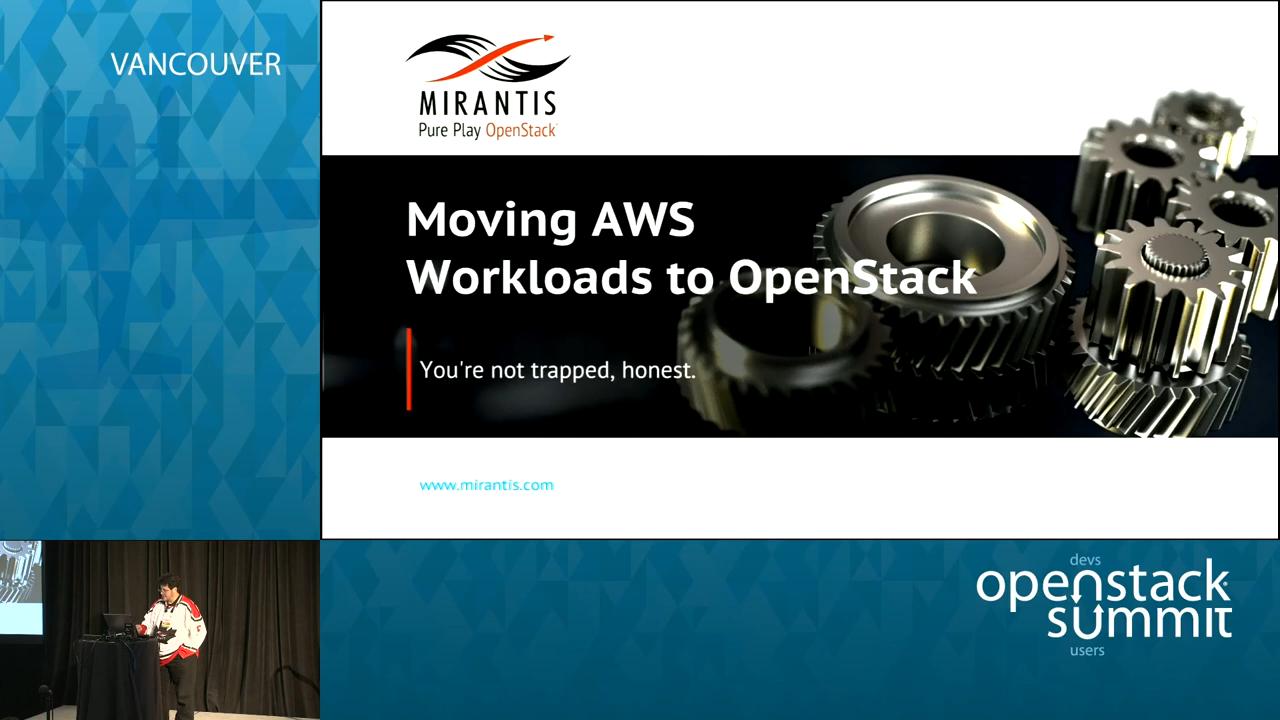 VANCOUVER
MIRANTIS
Pure Play OpenStack
Moving AWS
Workloads to OpenStack
You're not trapped, honest.
www.mirantis.com
devs
openstack
summit
users